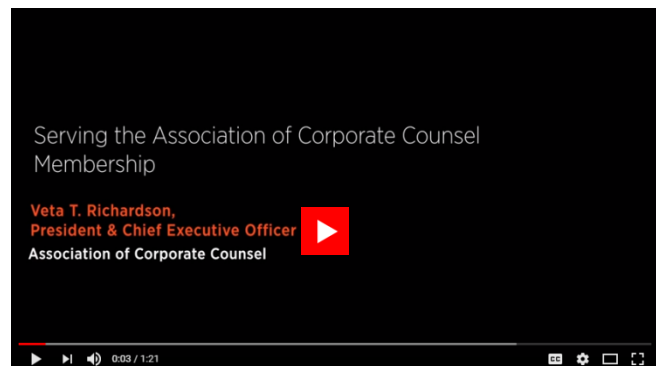 Serving the Association of Corporate Counsel
Membership
Veta T. Richardson,
President & Chief Executive Officer
Association of Corporate Counsel
0:03 / 1:21
CC